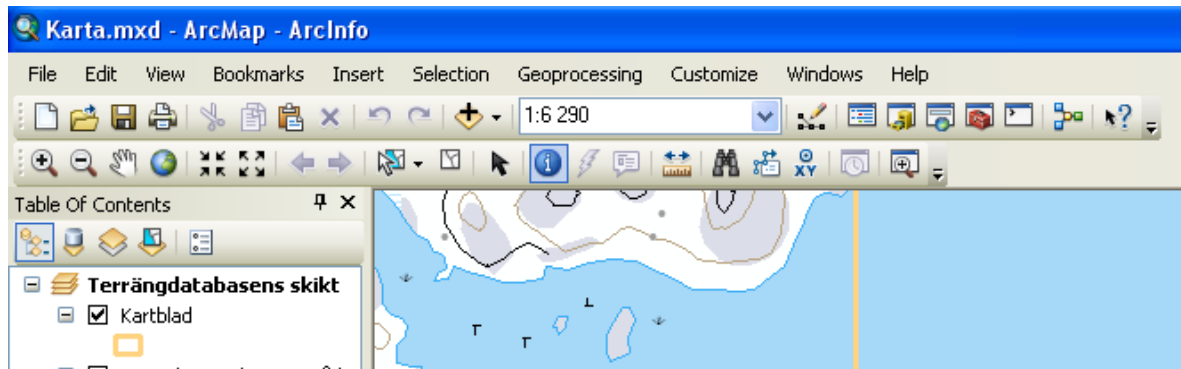 Karta.mxd - ArcMap - ArcInfo
File Edit View Bookmarks Insert Selection Geoprocessing Customize Windows Help
1:6 290
XY
Table Of Contents
Terrängdatabasens skikt
Kartblad